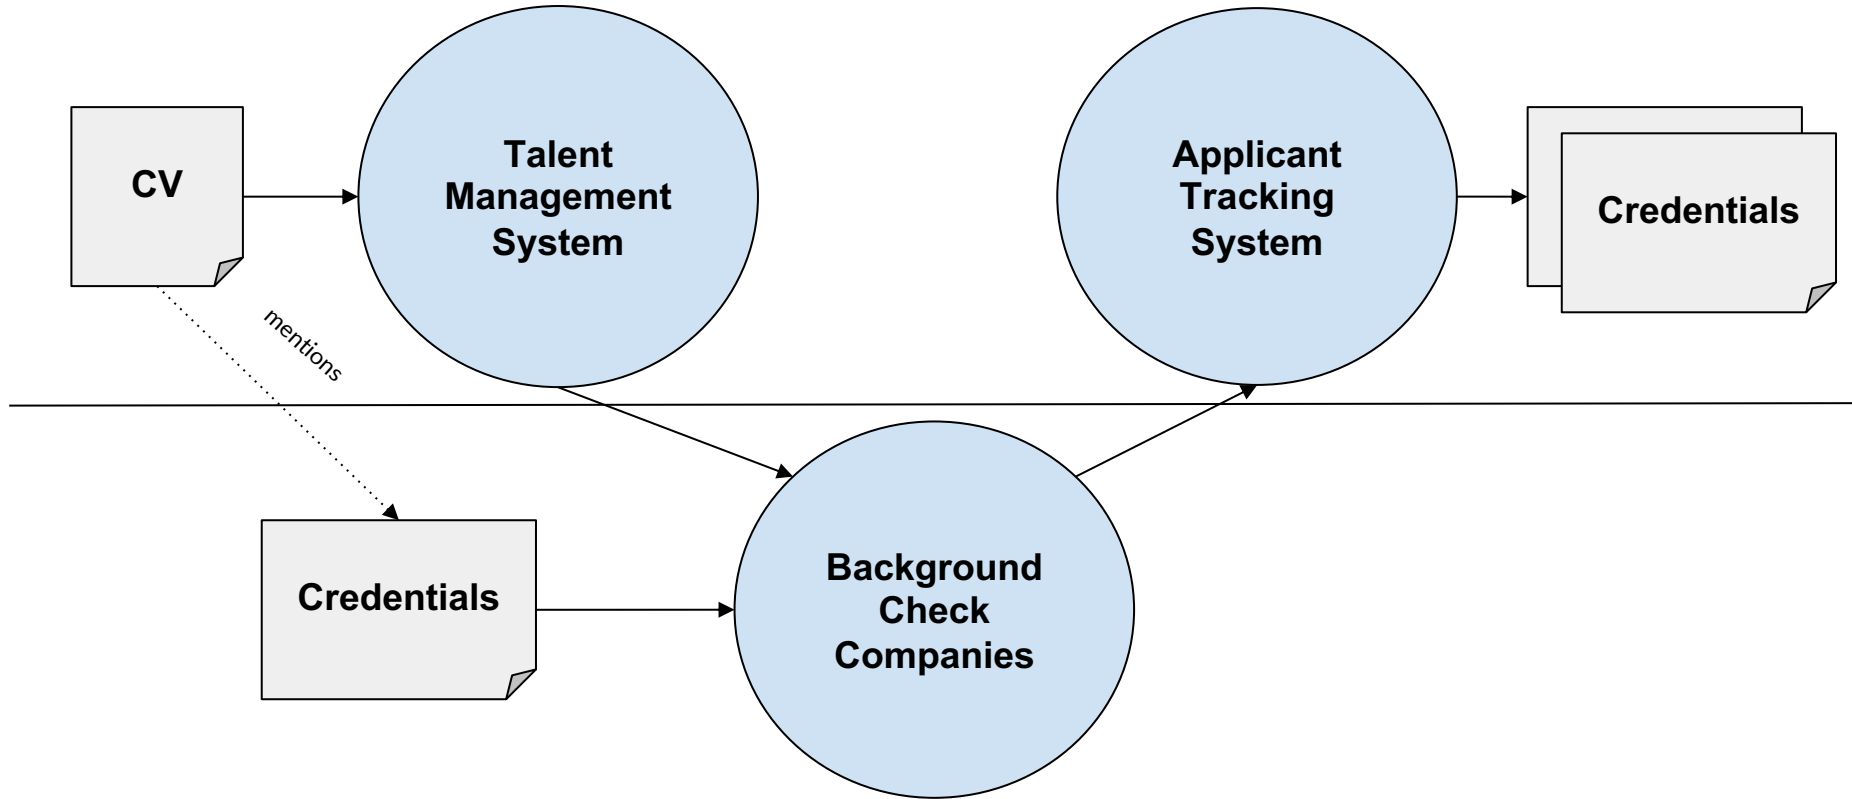 CV
Talent
Management
System
Applicant
Tracking
System
Credentials
mentions
Credentials
Background
Check
Companies